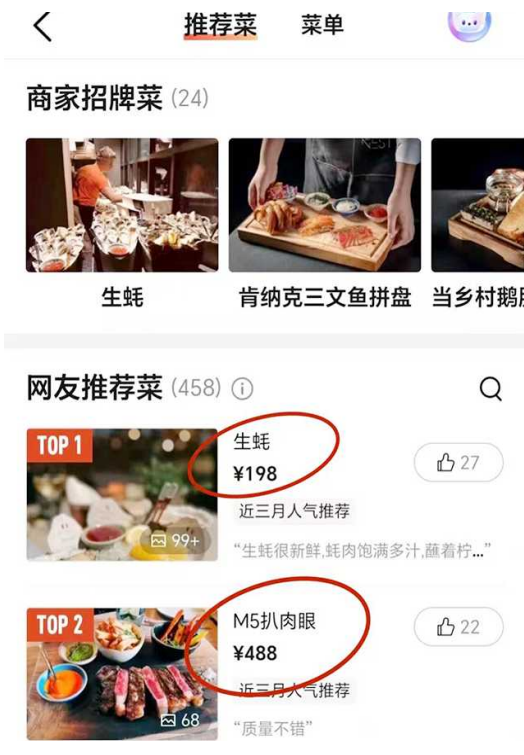 推荐菜 菜单
商家招牌菜 (24)
生蚝 肯纳克三文鱼拼盘 当乡村鹅肝
网友推荐菜 (458)
TOP 1
生蚝
¥198
27
近三月人气推荐
99+
“生蚝很新鲜,蚝肉饱满多汁,蘸着柠...”
TOP 2
M5扒肉眼
¥488
22
近三月人气推荐
68
“质量不错”